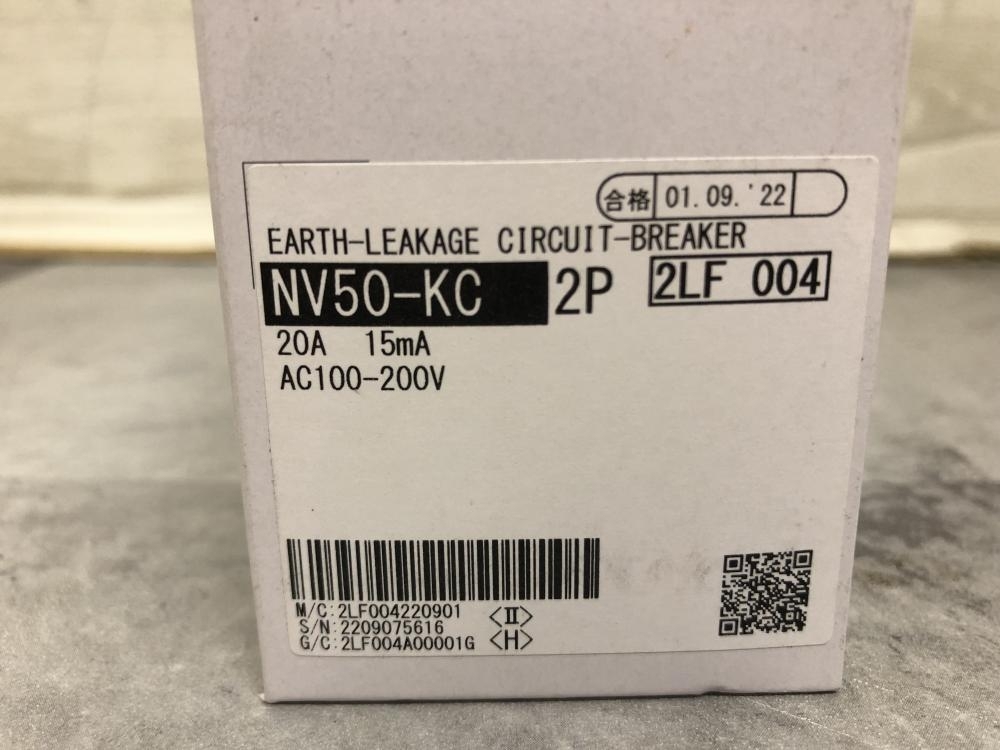 合格 01.09.'22
EARTH-LEAKAGE CIRCUIT-BREAKER
NV50-KC 2P 2LF 004
20A 15mA
AC100-200V
M/C:2LF004220901 <II>
S/N:2209075616
G/C:2LF004A00001G <H>